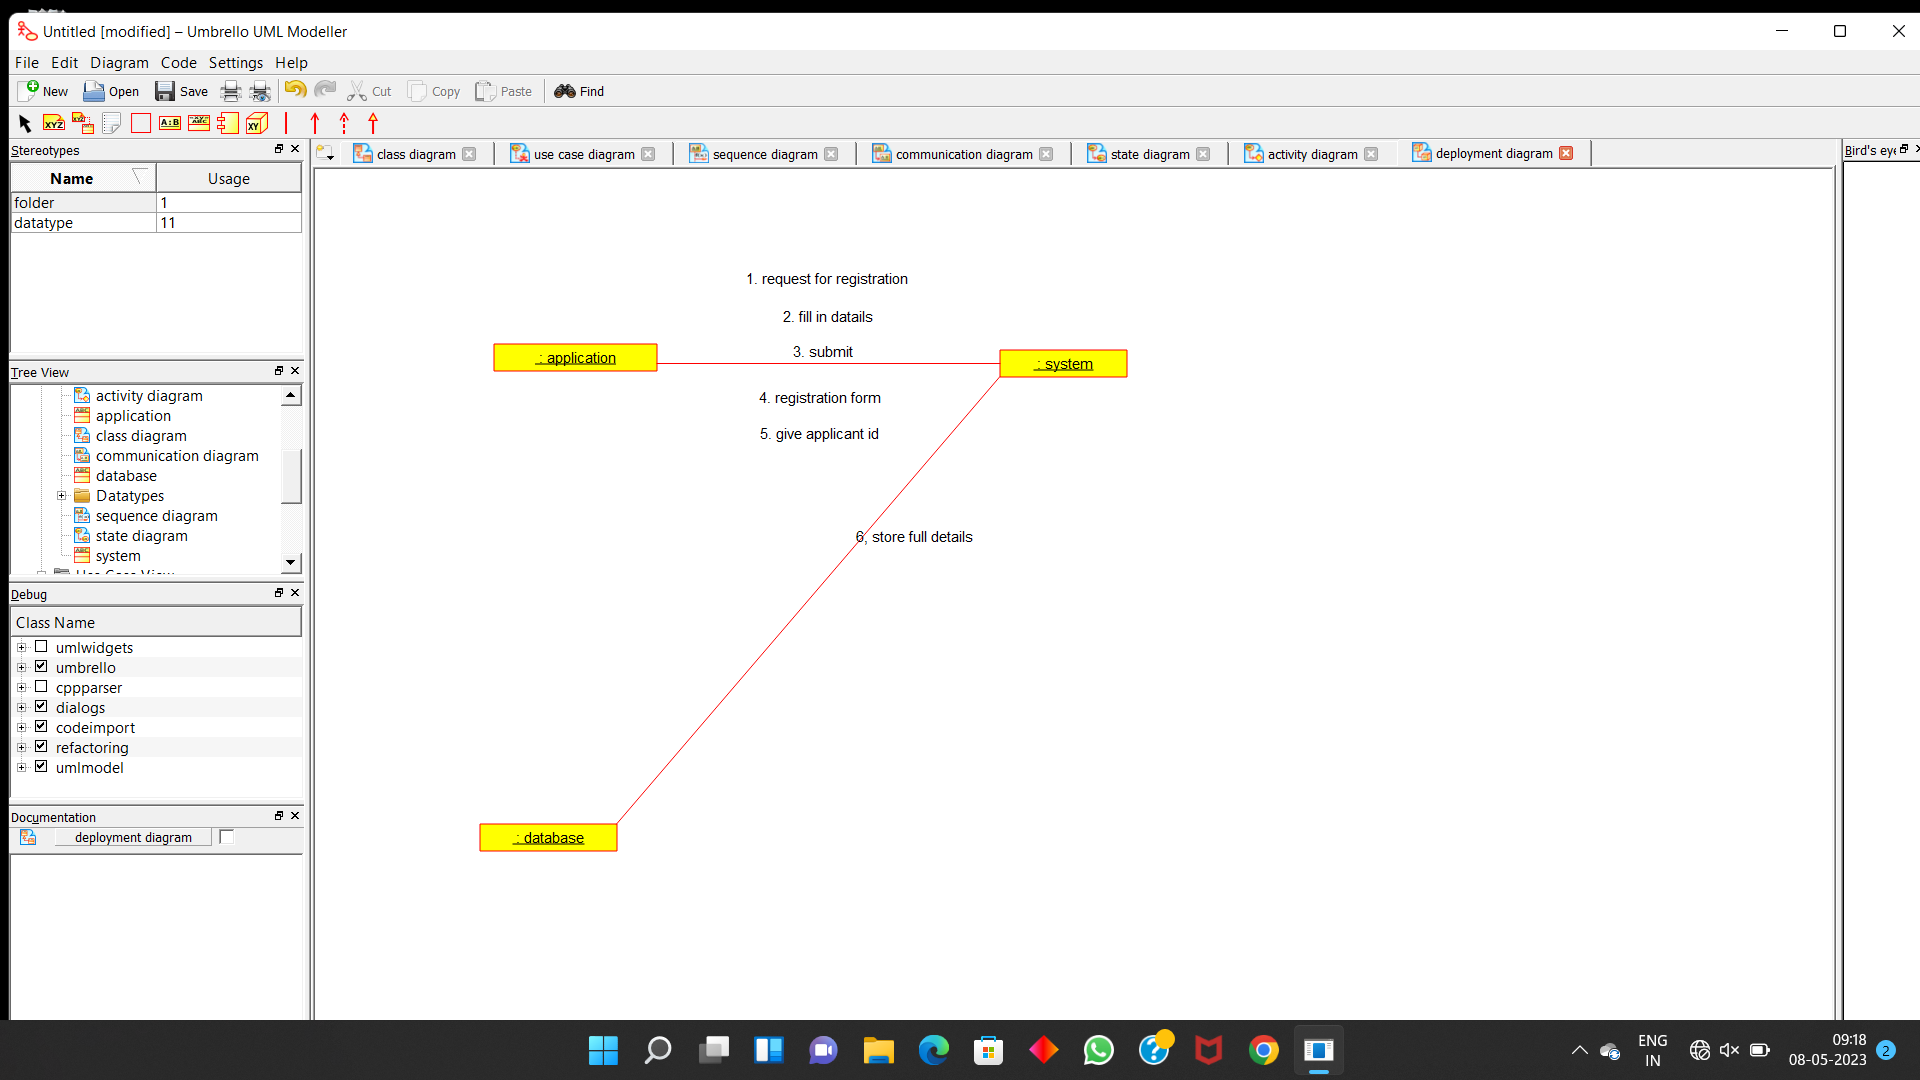 Untitled [modified] – Umbrello UML Modeller
File Edit Diagram Code Settings Help
New Open Save Cut Copy Paste Find
XYZ A:B ABC XY
Stereotypes
Name Usage
folder 1
datatype 11
Tree View
activity diagram
application
class diagram
communication diagram
database
Datatypes
sequence diagram
state diagram
system
Debug
Class Name
umlwidgets
umbrello
cppparser
dialogs
codeimport
refactoring
umlmodel
Documentation
deployment diagram
class diagram use case diagram sequence diagram communication diagram state diagram activity diagram deployment diagram
Bird's eye
1. request for registration
2. fill in datails
: application
3. submit
: system
4. registration form
5. give applicant id
6; store full details
: database
ENG
IN
09:18
08-05-2023
2